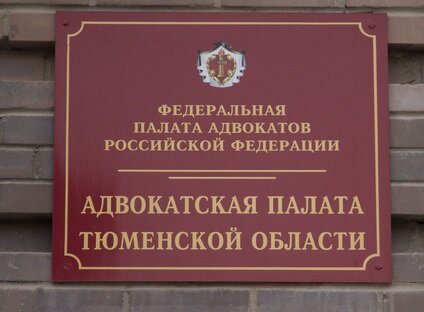 ФЕДЕРАЛЬНАЯ
ПАЛАТА АДВОКАТОВ
РОССИЙСКОЙ ФЕДЕРАЦИИ
АДВОКАТСКАЯ ПАЛАТА
ТЮМЕНСКОЙ ОБЛАСТИ